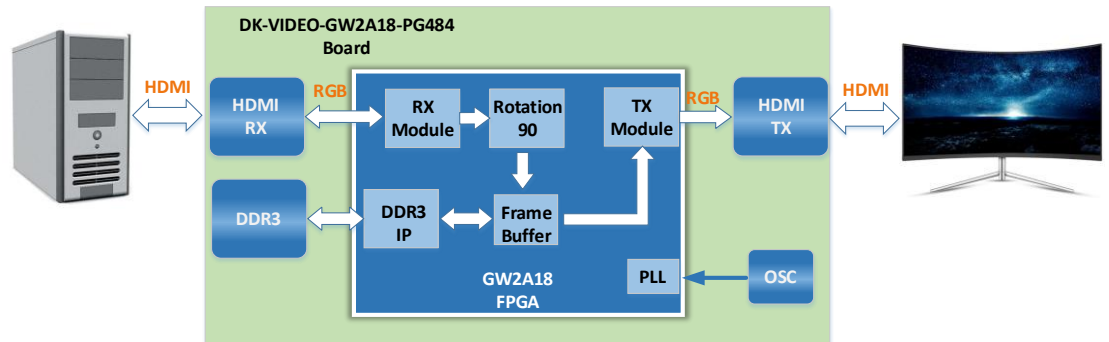 DK-VIDEO-GW2A18-PG484
Board
HDMI
HDMI
RX
RGB
RX
Module
Rotation
90
TX
Module
RGB
HDMI
TX
HDMI
DDR3
DDR3
IP
Frame
Buffer
GW2A18
FPGA
PLL
OSC